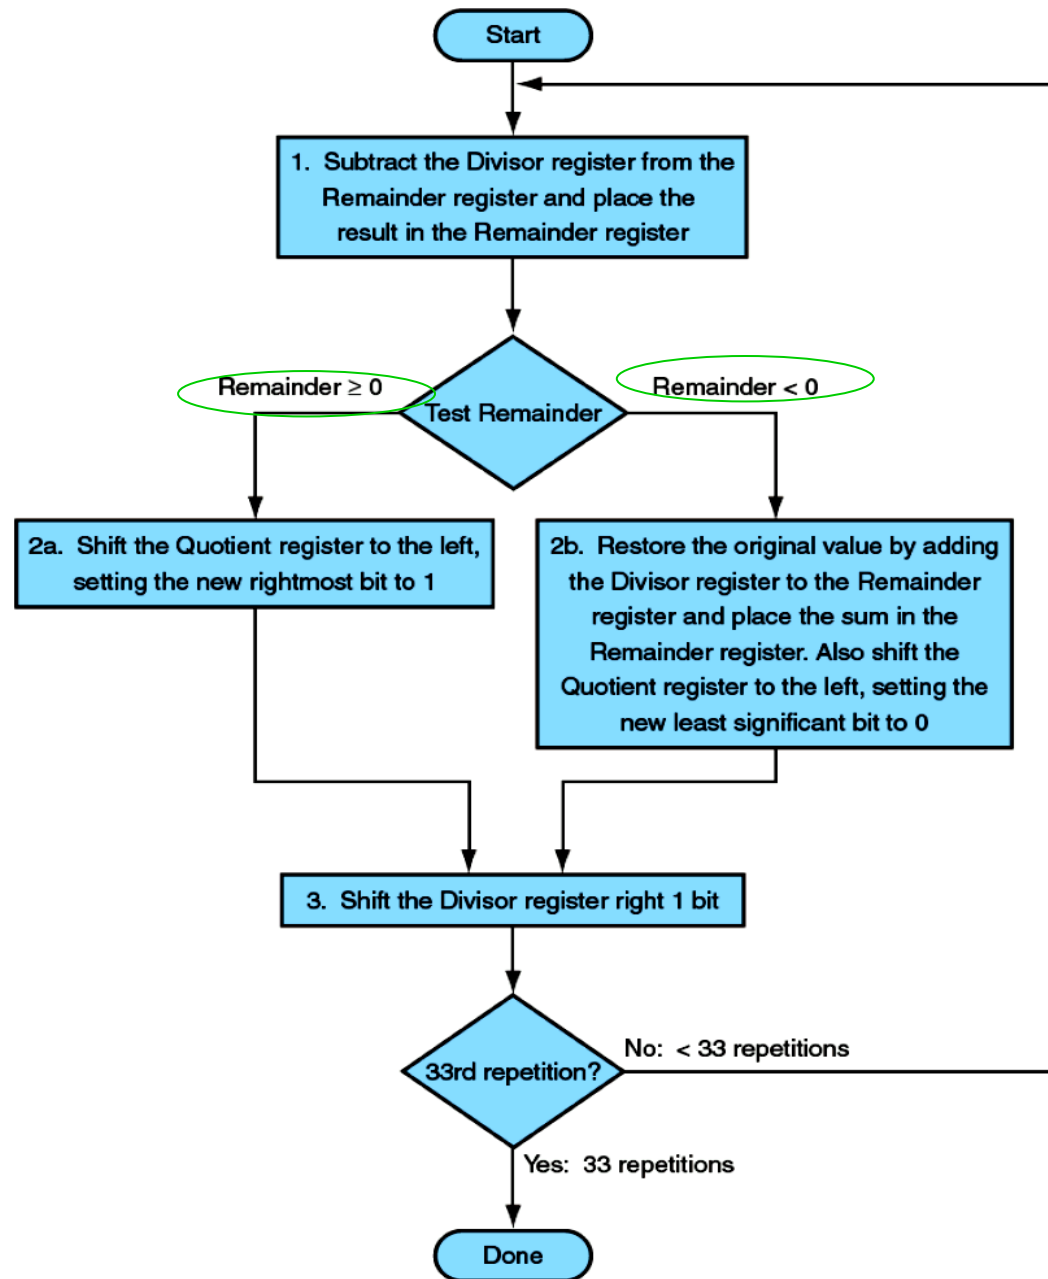 Start
1. Subtract the Divisor register from the
Remainder register and place the
result in the Remainder register
Remainder ≥ 0
Remainder < 0
Test Remainder
2a. Shift the Quotient register to the left,
setting the new rightmost bit to 1
2b. Restore the original value by adding
the Divisor register to the Remainder
register and place the sum in the
Remainder register. Also shift the
Quotient register to the left, setting the
new least significant bit to 0
3. Shift the Divisor register right 1 bit
33rd repetition?
No: < 33 repetitions
Yes: 33 repetitions
Done